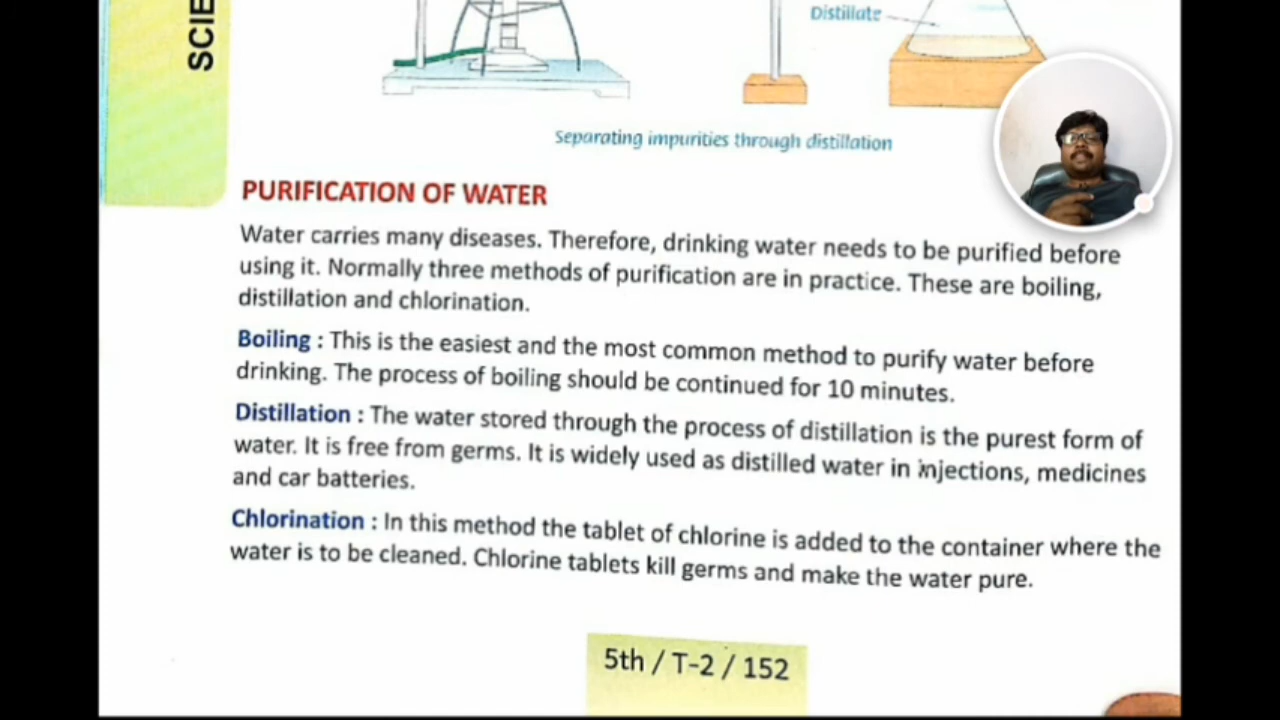 SCIE
Distillate
Separating impurities through distillation
PURIFICATION OF WATER
Water carries many diseases. Therefore, drinking water needs to be purified before
using it. Normally three methods of purification are in practice. These are boiling,
distillation and chlorination.
Boiling : This is the easiest and the most common method to purify water before
drinking. The process of boiling should be continued for 10 minutes.
Distillation : The water stored through the process of distillation is the purest form of
water. It is free from germs. It is widely used as distilled water in injections, medicines
and car batteries.
Chlorination : In this method the tablet of chlorine is added to the container where the
water is to be cleaned. Chlorine tablets kill germs and make the water pure.
5th / T-2 / 152